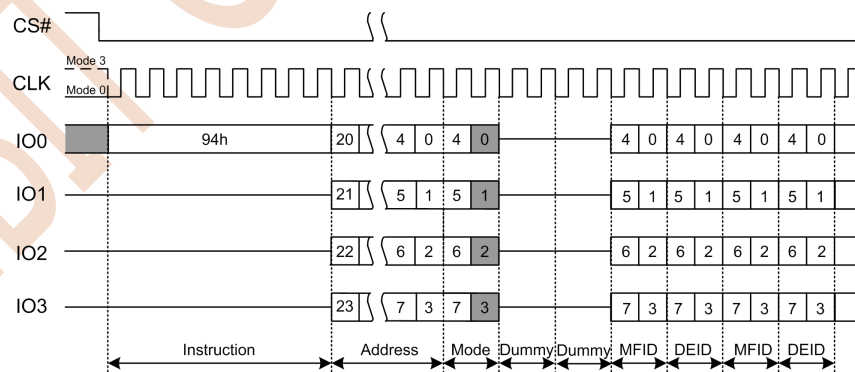 CS#
Mode 3
CLK
Mode 0
IO0 94h 20 4 0 4 0 4 0 4 0 4 0 4 0
IO1 21 5 1 5 1 5 1 5 1 5 1 5 1
IO2 22 6 2 6 2 6 2 6 2 6 2 6 2
IO3 23 7 3 7 3 7 3 7 3 7 3 7 3
Instruction Address Mode Dummy Dummy MFID DEID MFID DEID